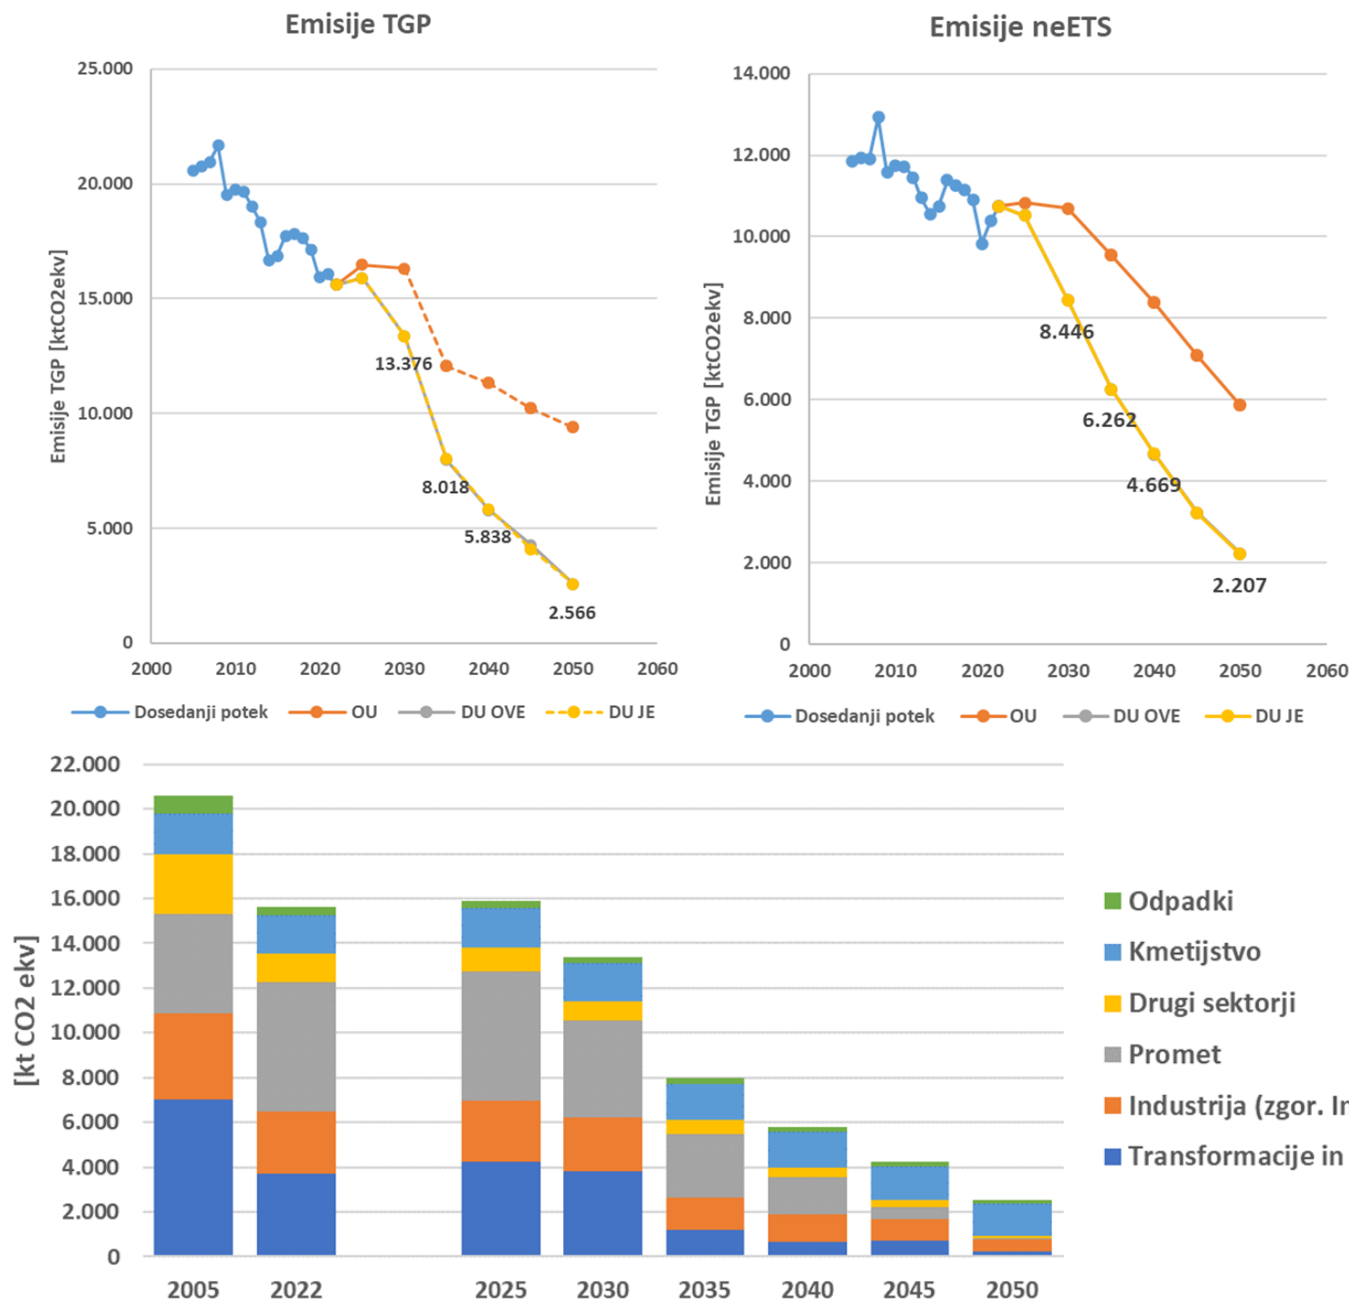 Emisije TGP
Emisije TGP [ktCO2ekv]
25.000
20.000
15.000
10.000
5.000
0
13.376
8.018
5.838
2.566
2000 2010 2020 2030 2040 2050 2060
Dosedanji potek OU DU OVE DU JE
Emisije neETS
Emisije TGP [ktCO2ekv]
14.000
12.000
10.000
8.000
6.000
4.000
2.000
0
8.446
6.262
4.669
2.207
2000 2010 2020 2030 2040 2050 2060
Dosedanji potek OU DU OVE DU JE
[kt CO2 ekv]
22.000
20.000
18.000
16.000
14.000
12.000
10.000
8.000
6.000
4.000
2.000
0
2005 2022 2025 2030 2035 2040 2045 2050
Odpadki
Kmetijstvo
Drugi sektorji
Promet
Industrija (zgor. I
Transformacije in